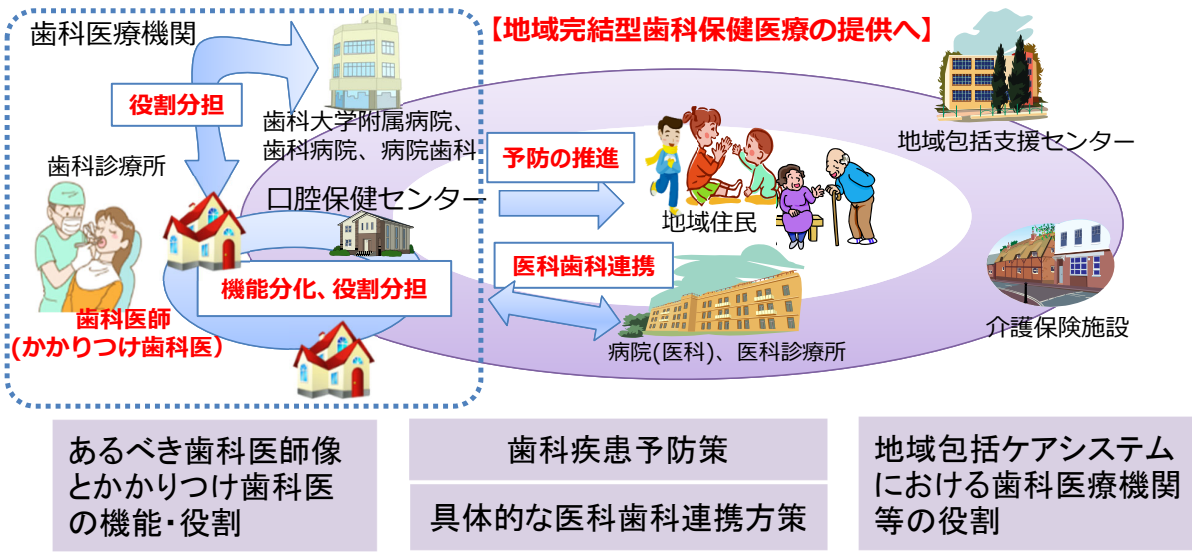 歯科医療機関
【地域完結型歯科保健医療の提供へ】
役割分担
歯科大学附属病院、
歯科病院、病院歯科
地域包括支援センター
歯科診療所
予防の推進
口腔保健センター
地域住民
医科歯科連携
機能分化、役割分担
歯科医師
(かかりつけ歯科医)
介護保険施設
病院(医科)、医科診療所
あるべき歯科医師像
とかかりつけ歯科医
の機能・役割
歯科疾患予防策
具体的な医科歯科連携方策
地域包括ケアシステム
における歯科医療機関
等の役割